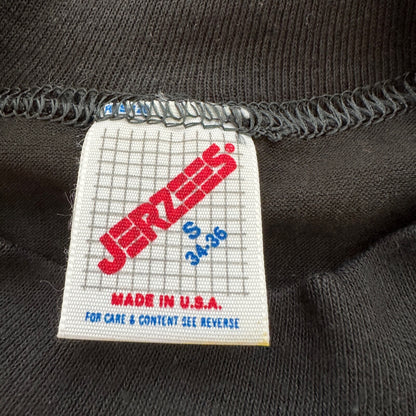 JERZEES®
S
34-36
MADE IN U.S.A.
FOR CARE & CONTENT SEE REVERSE